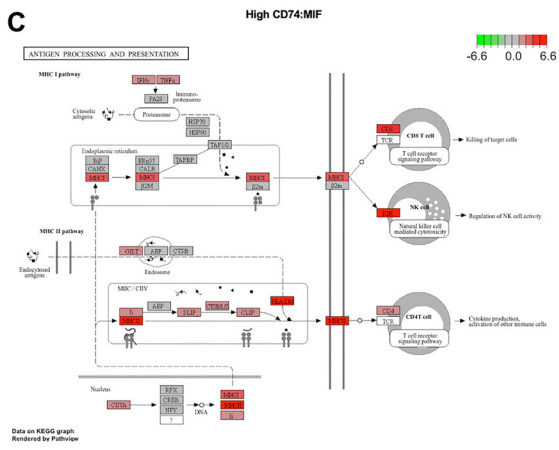 C
High CD74:MIF
-6.6 0.0 6.6
ANTIGEN PROCESSING AND PRESENTATION
MHC I pathway
IFNγ TNFα
PA28
Immuno-
proteasome
Cytosolic
antigens
Proteasome
HSP70
HSP90
TAP1/2
Endoplasmic reticulum
BiP
CANX
MHCI
ERp57
CALR
MHCI
β2M
TAPBP
MHCI
β2m
MHCI
β2m
CD8
TCR
CD8 T cell
T cell receptor
signaling pathway
Killing of target cells
KIR
NK cell
Natural killer cell
mediated cytotoxicity
Regulation of NK cell activity
MHC II pathway
Endocytosed
antigens
GILT
AEP
CTSB
Endosome
MHC / CIIV
Ii
MHCII
AEP
SLIP
CTSB/L/S
CLIP
HLA-DM
MHCII
CD4
TCR
CD4T cell
T cell receptor
signaling pathway
Cytokine production,
activation of other immune cells
Nucleus
CIITA
RFX
CREB
NFY
?
DNA
MHCI
MHCII
Ii
Data on KEGG graph
Rendered by Pathview